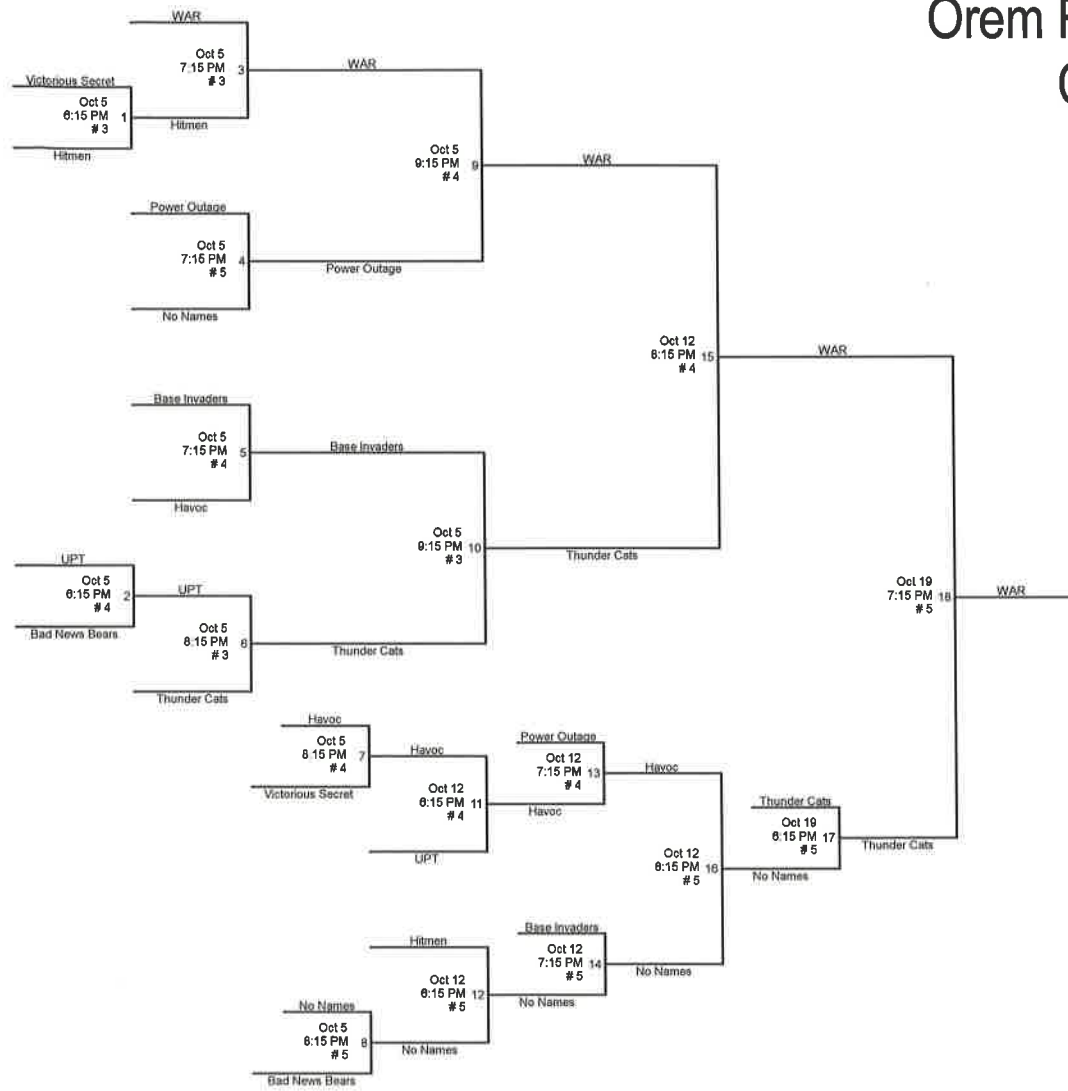 Orem
WAR
Oct 5
7:15 PM 3
# 3
WAR
Victorious Secret
Oct 5
6:15 PM 1
# 3
Hitmen
Hitmen
Oct 5
9:15 PM 9
# 4
WAR
Power Outage
Oct 5
7:15 PM 4
# 5
Power Outage
No Names
Oct 12
8:15 PM 15
# 4
WAR
Base Invaders
Oct 5
7:15 PM 5
# 4
Base Invaders
Havoc
Oct 5
9:15 PM 10
# 3
Thunder Cats
UPT
Oct 5
6:15 PM 2
# 4
UPT
Bad News Bears
Oct 5
8:15 PM 6
# 3
Thunder Cats
Thunder Cats
Oct 19
7:15 PM 18
# 5
WAR
Havoc
Oct 5
8:15 PM 7
# 4
Havoc
Victorious Secret
Oct 12
6:15 PM 11
# 4
UPT
Power Outage
Oct 12
7:15 PM 13
# 4
Havoc
Havoc
Oct 12
8:15 PM 16
# 5
Thunder Cats
Oct 19
6:15 PM 17
# 5
Thunder Cats
No Names
Hitmen
Oct 12
6:15 PM 12
# 5
No Names
Base Invaders
Oct 12
7:15 PM 14
# 5
No Names
No Names
Oct 5
8:15 PM 8
# 5
No Names
Bad News Bears